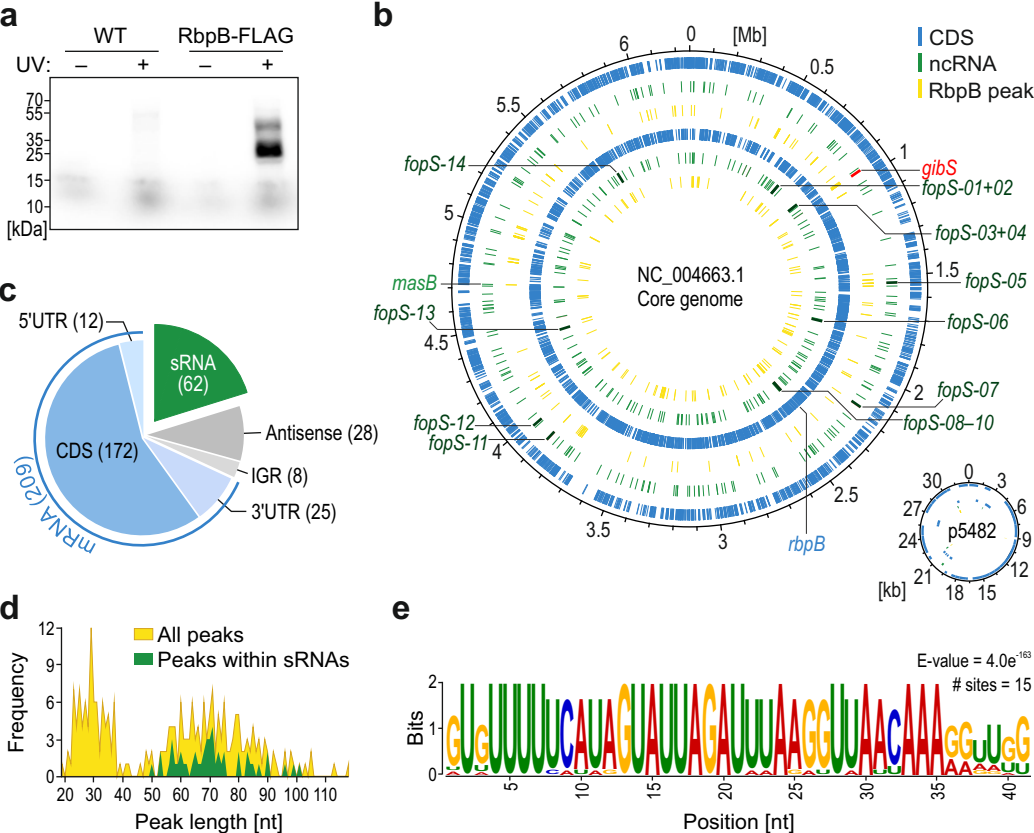 a
WT RbpB-FLAG
UV: – + – +
70
55
35
25
15
10
[kDa]
b
0 [Mb]
0.5
1
1.5
2
2.5
3
3.5
4
4.5
5
5.5
6
CDS
ncRNA
RbpB peak
gibS
fopS-01+02
fopS-03+04
fopS-05
fopS-06
fopS-07
fopS-08–10
rbpB
fopS-11
fopS-12
fopS-13
masB
fopS-14
NC_004663.1
Core genome
p5482
0
3
6
9
12
15
18
21
24
27
30
[kb]
c
5'UTR (12)
sRNA
(62)
Antisense (28)
IGR (8)
3'UTR (25)
CDS (172)
mRNA (209)
d
Frequency
12
9
6
3
0
All peaks
Peaks within sRNAs
20 30 40 50 60 70 80 90 100 110
Peak length [nt]
e
E-value = 4.0e-163
# sites = 15
Bits
2
1
0
GUGUUUUUCAUAGUAUUAGAUUUAAGGUUAACAAAGGUUGG
5 10 15 20 25 30 35 40
Position [nt]